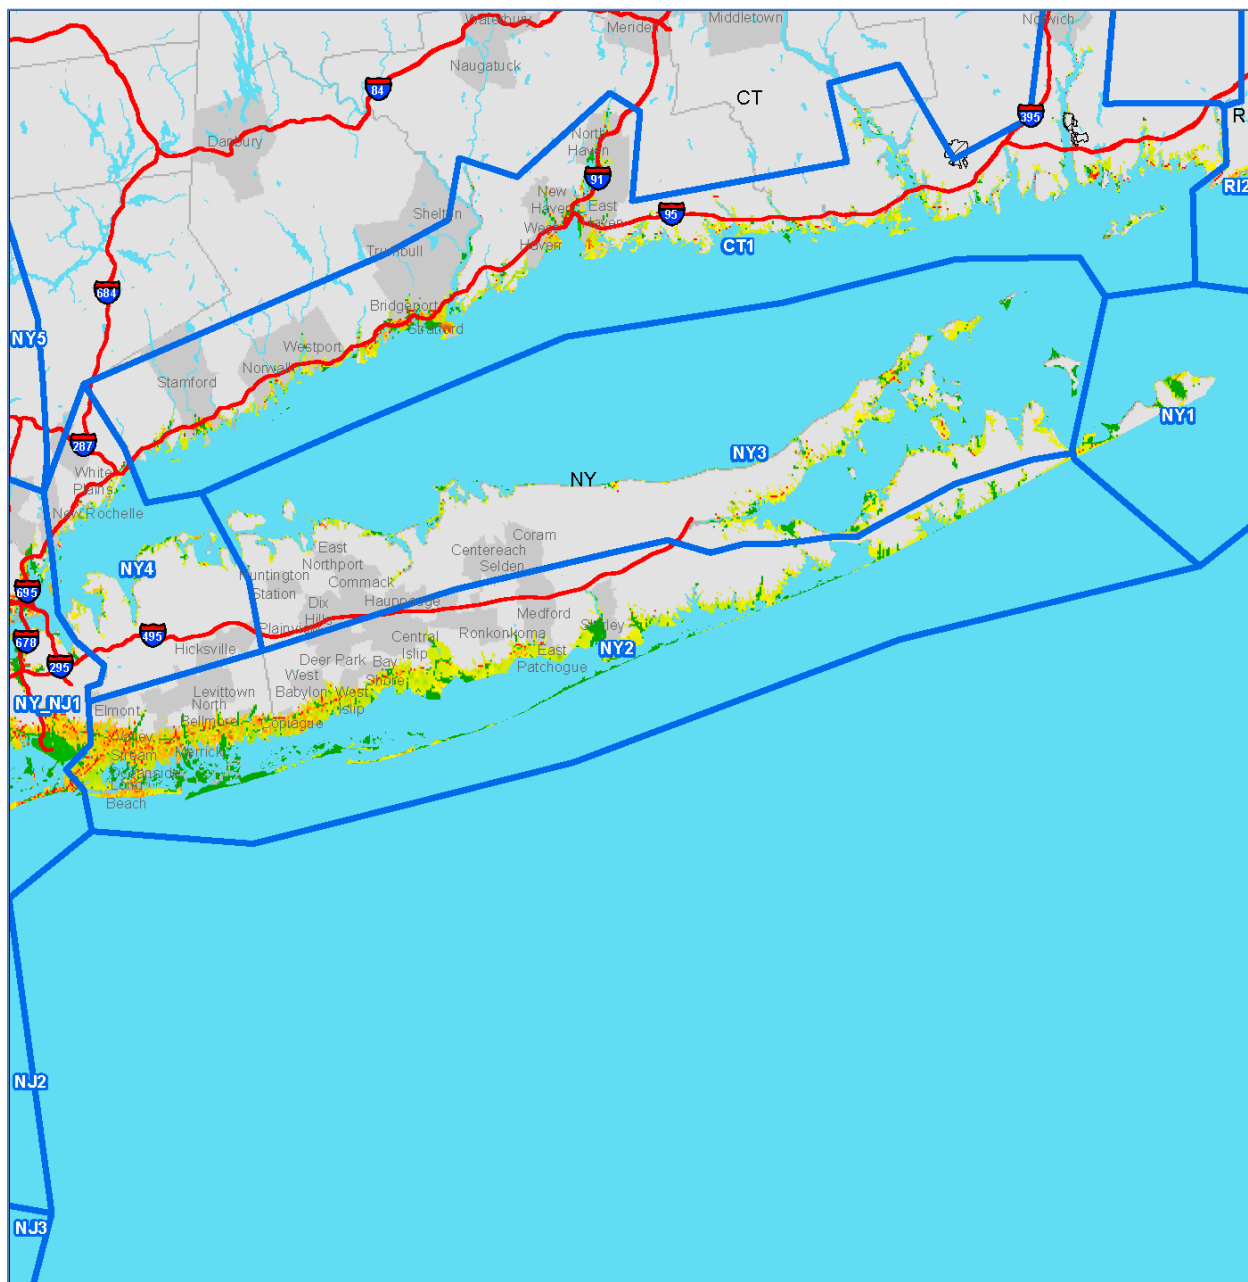 Waterbury
Meriden
Middletown
Norwich
Naugatuck
84
CT
395
R
Danbury
North
Haven
91
RI2
New
Haven
East
Haven
West
Haven
95
Shelton
CT1
Trumbull
684
Bridgeport
Stratford
NY5
Westport
Norwalk
Stamford
NY1
287
White
Plains
NY3
NY
New Rochelle
Coram
East
Northport
Centereach
Selden
NY4
Huntington
Station
Commack
695
Dix
Hills
Hauppauge
Medford
Shirley
678
495
Plainview
Ronkonkoma
Central
Islip
Hicksville
NY2
295
Deer Park
Bay
Shore
East
Patchogue
West
Babylon
West
Islip
NY_NJ1
Levittown
Elmont
North
Bellmore
Copiague
Valley
Stream
Merrick
Oceanside
Long
Beach
NJ2
NJ3